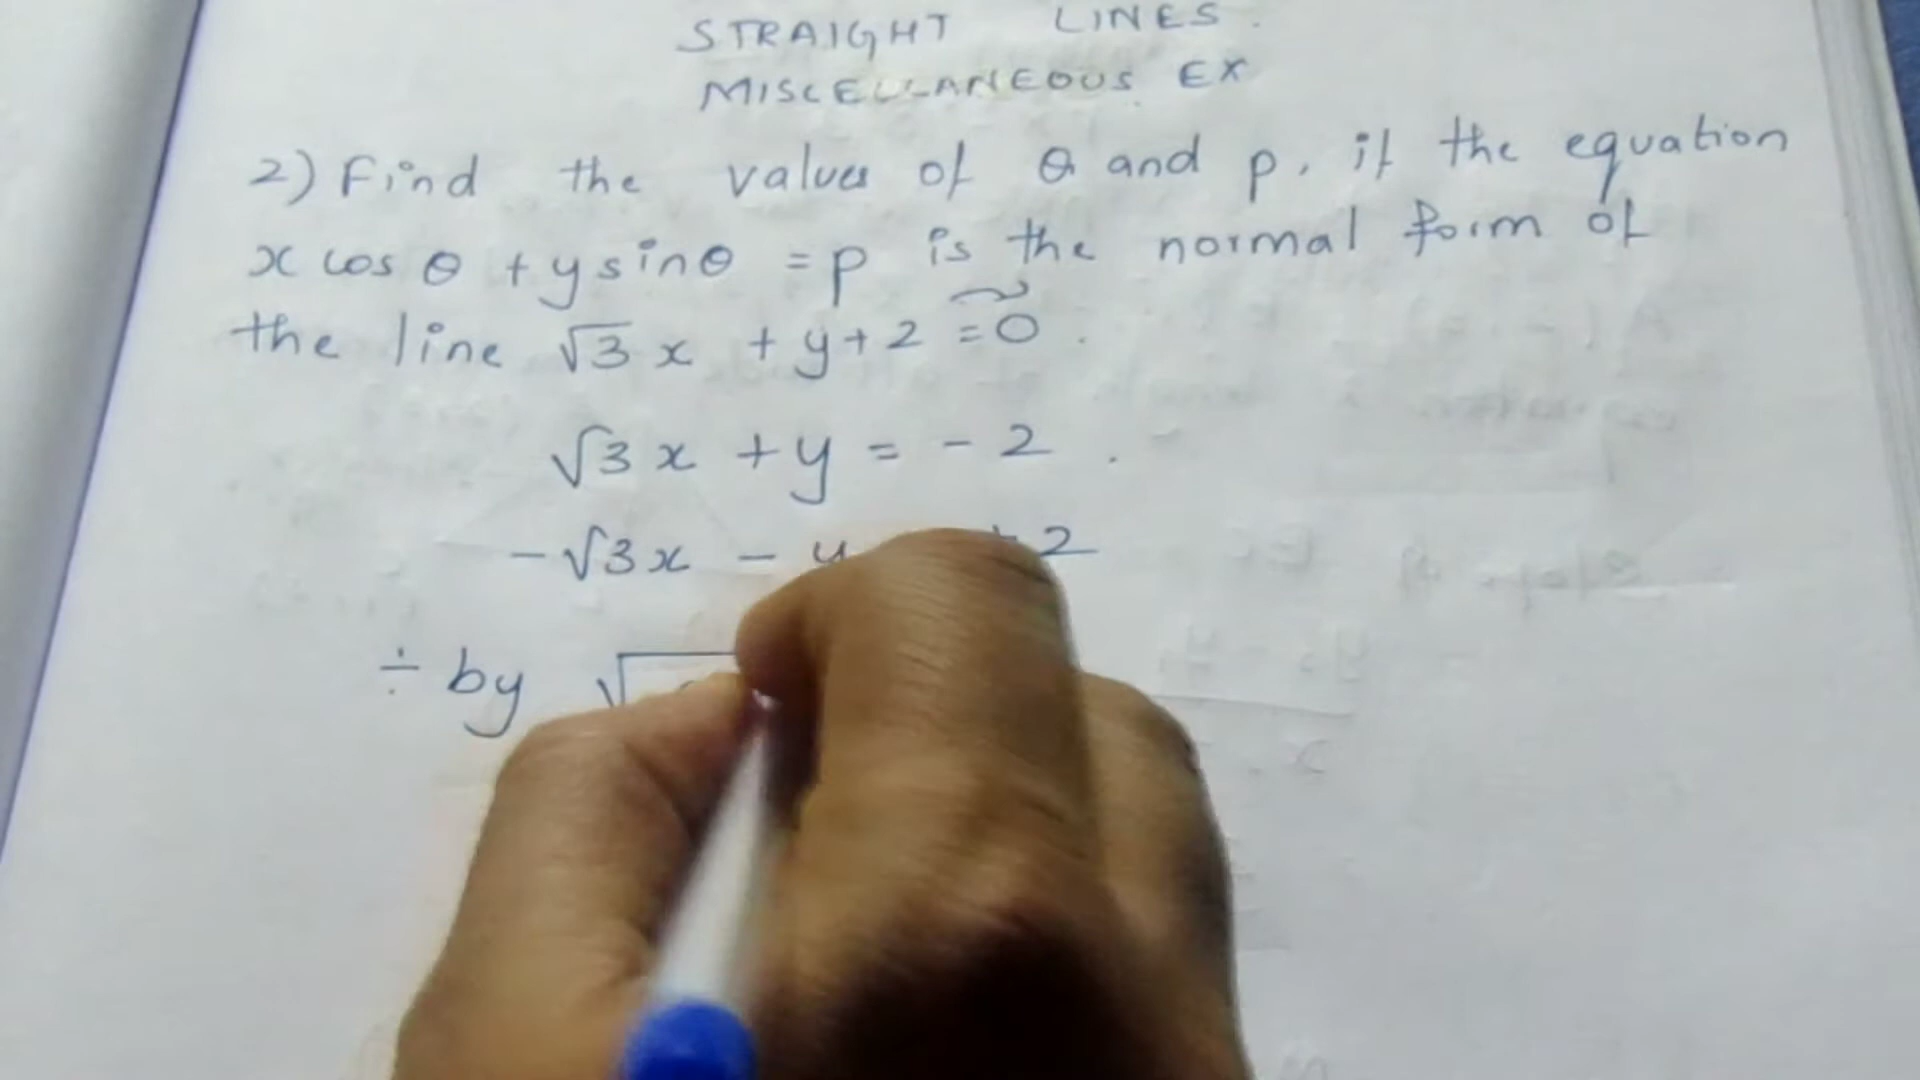 STRAIGHT LINES.
MISCELLANEOUS EX
2) Find the values of θ and p, if the equation
x cos θ + y sin θ = p is the normal form of
the line √3 x + y + 2 = 0.
√3 x + y = - 2.
- √3 x - y + 2
÷ by √